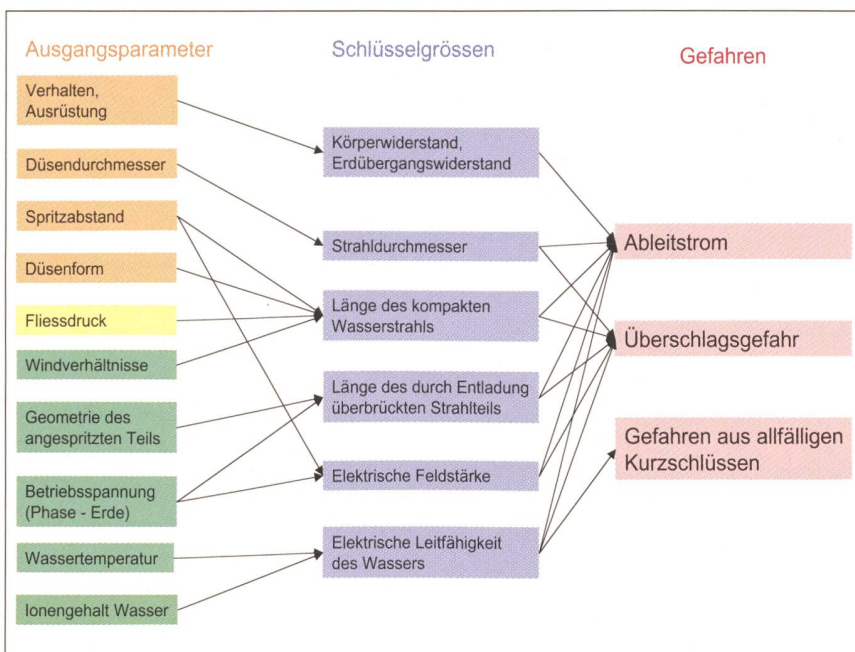 Ausgangsparameter
Verhalten,
Ausrüstung
Düsendurchmesser
Spritzabstand
Düsenform
Fliessdruck
Windverhältnisse
Geometrie des
angespritzten Teils
Betriebsspannung
(Phase - Erde)
Wassertemperatur
Ionengehalt Wasser
Schlüsselgrössen
Körperwiderstand,
Erdübergangswiderstand
Strahldurchmesser
Länge des kompakten
Wasserstrahls
Länge des durch Entladung
überbrückten Strahlteils
Elektrische Feldstärke
Elektrische Leitfähigkeit
des Wassers
Gefahren
Ableitstrom
Überschlagsgefahr
Gefahren aus allfälligen
Kurzschlüssen